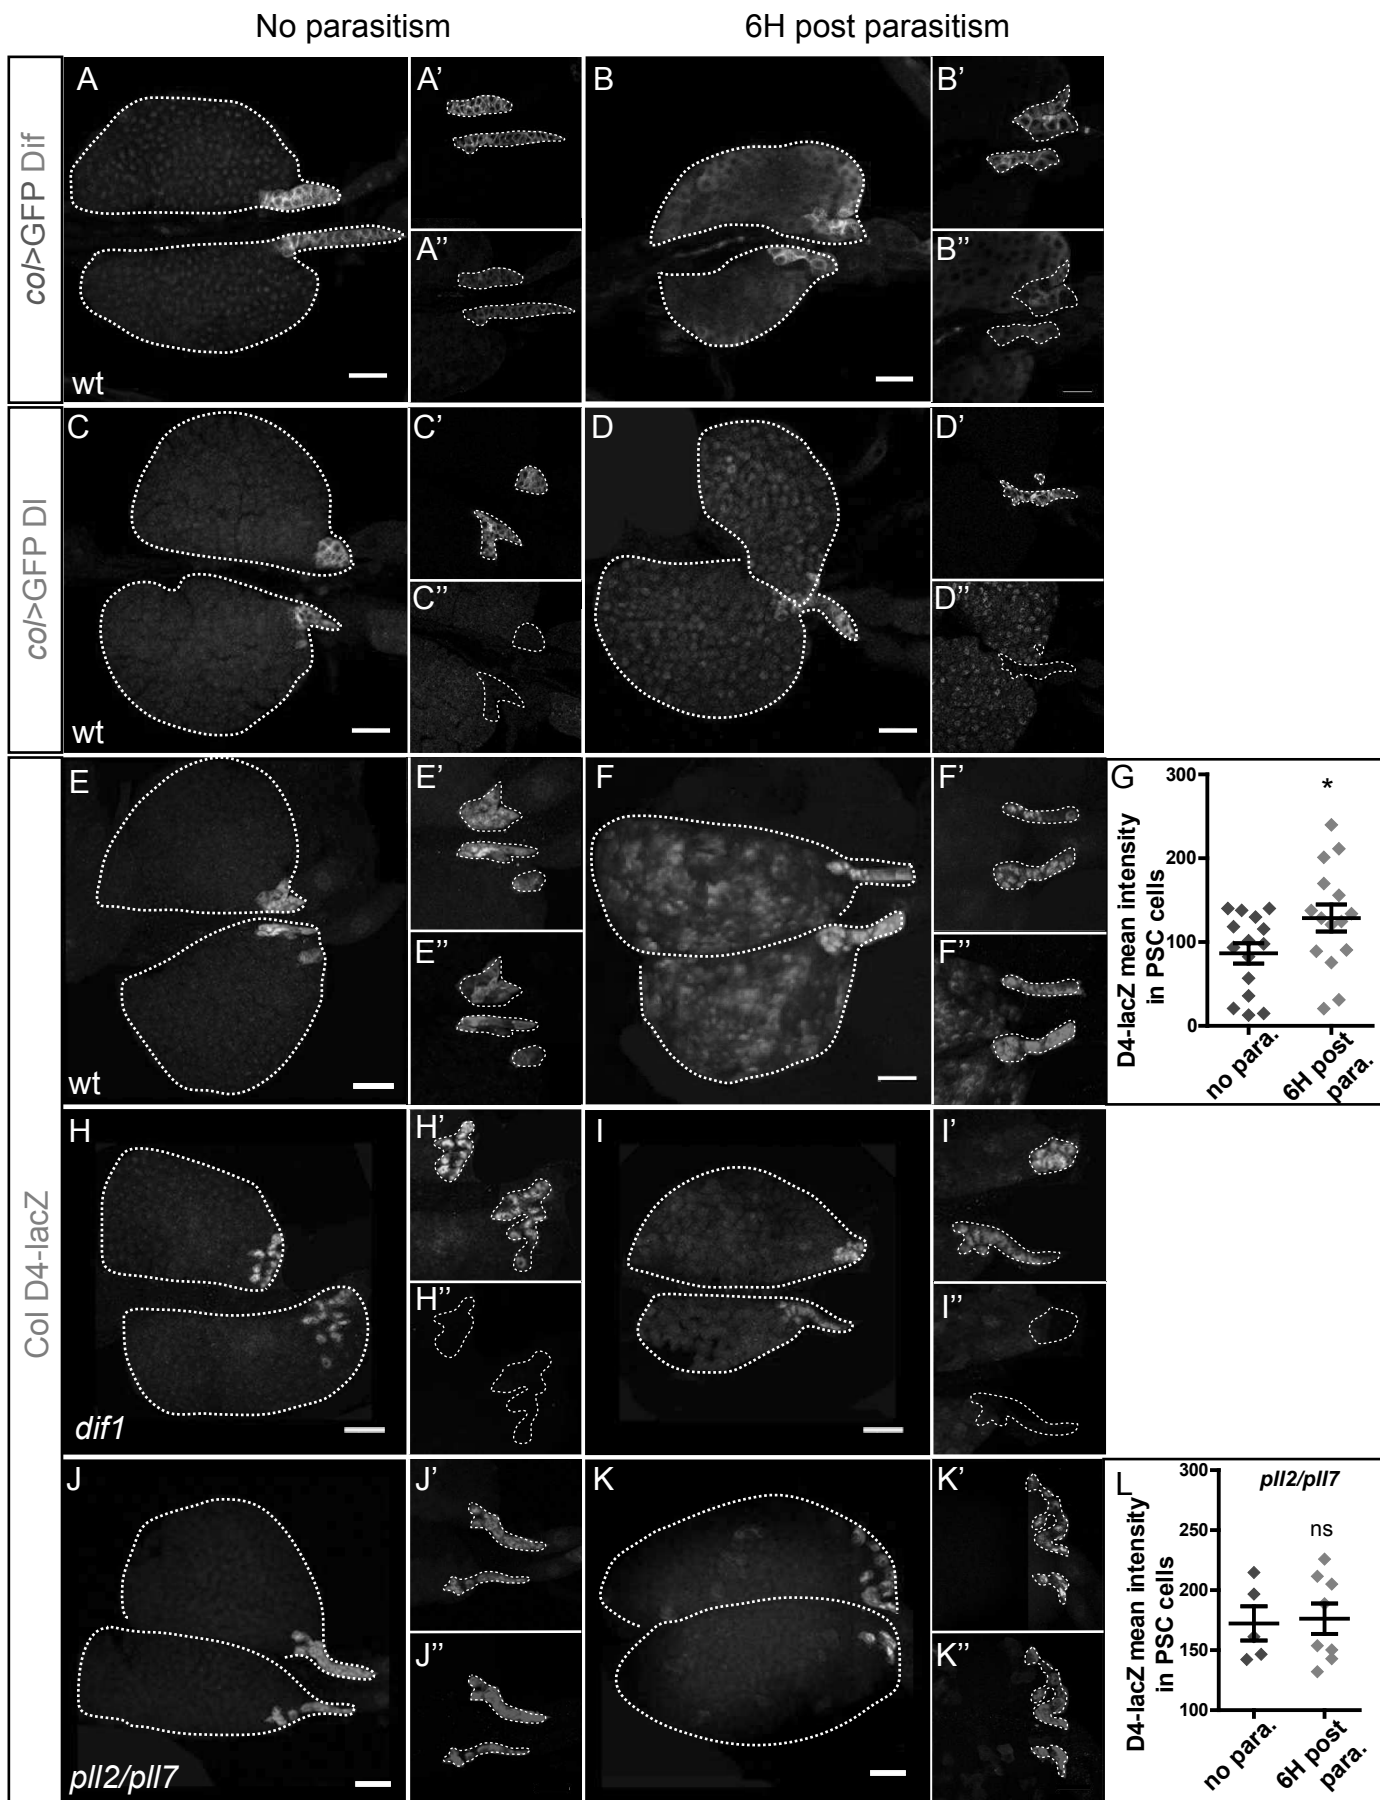 No parasitism
6H post parasitism
col>GFP Dif
A
A'
A''
wt
B
B'
B''
col>GFP Dl
C
C'
C''
wt
D
D'
D''
Col D4-lacZ
E
E'
E''
wt
F
F'
F''
G
D4-lacZ mean intensity
in PSC cells
300
200
100
0
*
no para.
6H post
para.
H
H'
H''
dif1
I
I'
I''
J
J'
J''
pll2/pll7
K
K'
K''
L
D4-lacZ mean intensity
in PSC cells
300
250
200
150
100
pll2/pll7
ns
no para.
6H post
para.